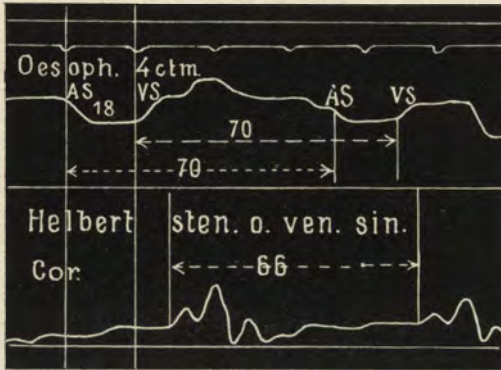 Oesoph. 4ctm.
AS 18 VS AS VS
70
70
Helbert sten. o. ven. sin.
66
Cor.